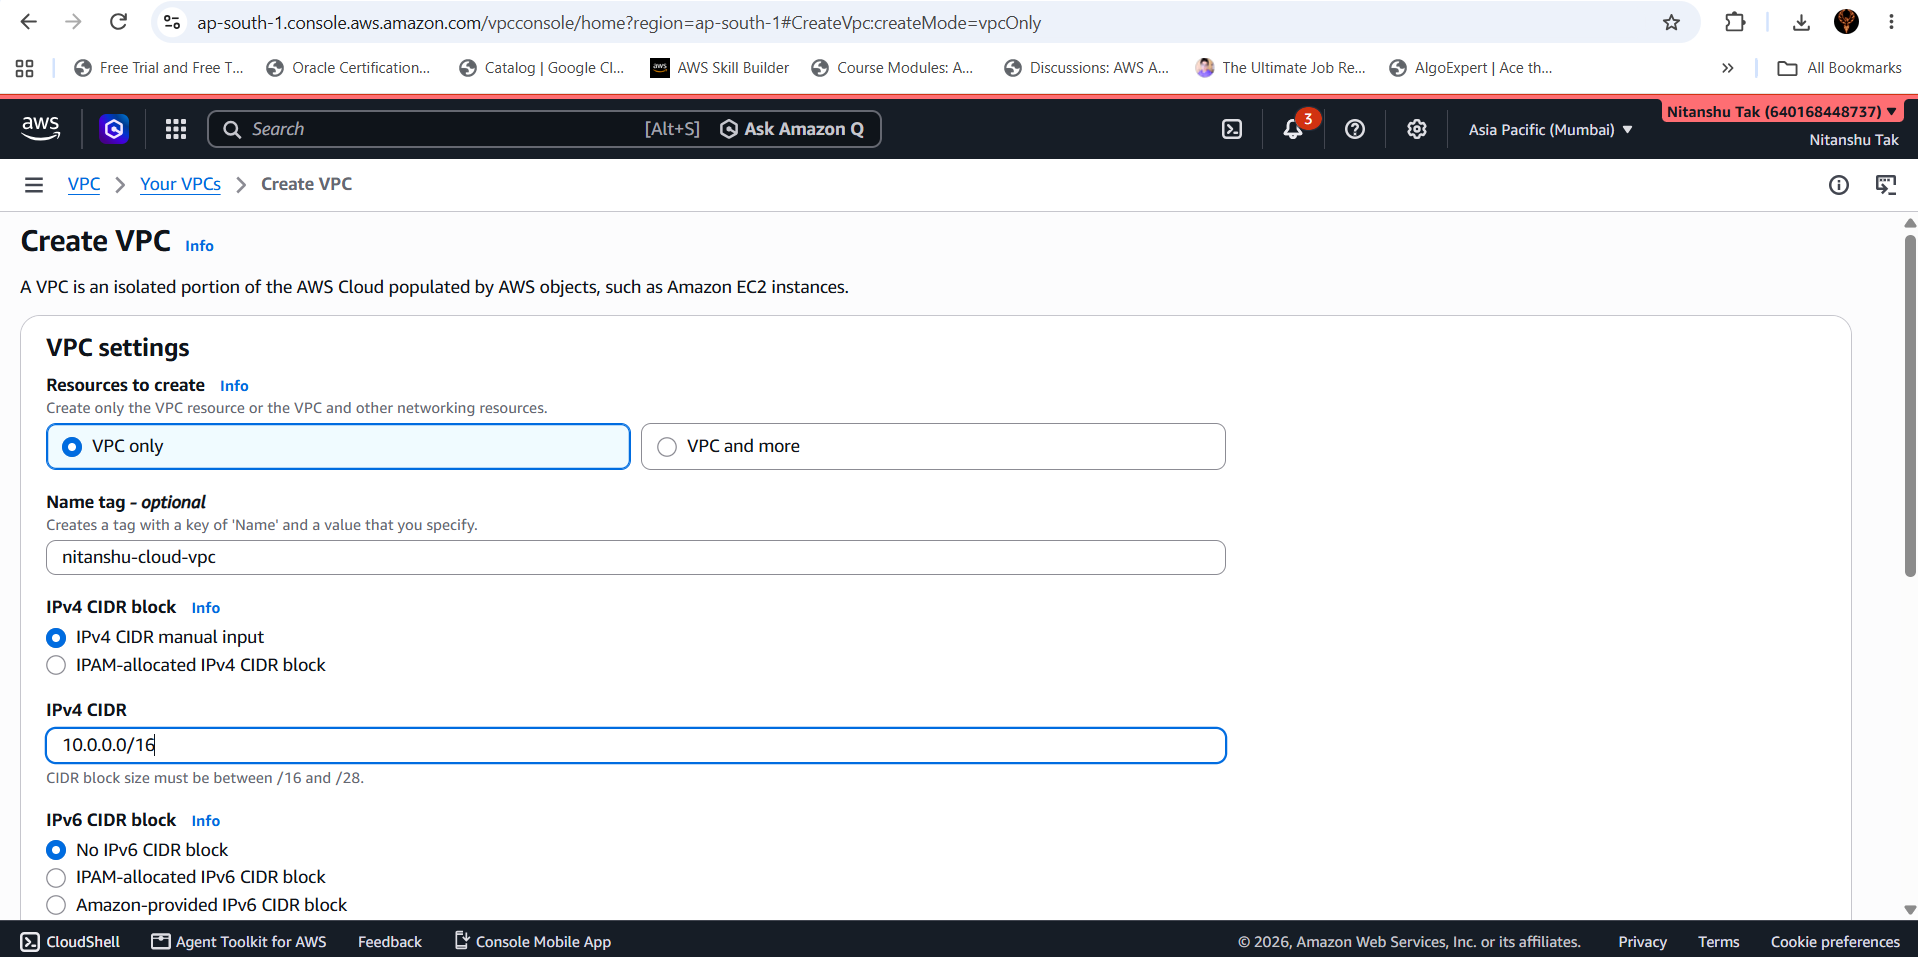 ap-south-1.console.aws.amazon.com/vpcconsole/home?region=ap-south-1#CreateVpc:createMode=vpcOnly
Free Trial and Free T... Oracle Certification... Catalog | Google Cl... aws AWS Skill Builder Course Modules: A... Discussions: AWS A... The Ultimate Job Re... AlgoExpert | Ace th... » All Bookmarks
aws Search [Alt+S] Ask Amazon Q 3 Asia Pacific (Mumbai) ▼ Nitanshu Tak (640168448737) ▼
Nitanshu Tak
VPC > Your VPCs > Create VPC
Create VPC Info
A VPC is an isolated portion of the AWS Cloud populated by AWS objects, such as Amazon EC2 instances.
VPC settings
Resources to create Info
Create only the VPC resource or the VPC and other networking resources.
VPC only VPC and more
Name tag - optional
Creates a tag with a key of 'Name' and a value that you specify.
nitanshu-cloud-vpc
IPv4 CIDR block Info
IPv4 CIDR manual input
IPAM-allocated IPv4 CIDR block
IPv4 CIDR
10.0.0.0/16
CIDR block size must be between /16 and /28.
IPv6 CIDR block Info
No IPv6 CIDR block
IPAM-allocated IPv6 CIDR block
Amazon-provided IPv6 CIDR block
CloudShell Agent Toolkit for AWS Feedback Console Mobile App © 2026, Amazon Web Services, Inc. or its affiliates. Privacy Terms Cookie preferences